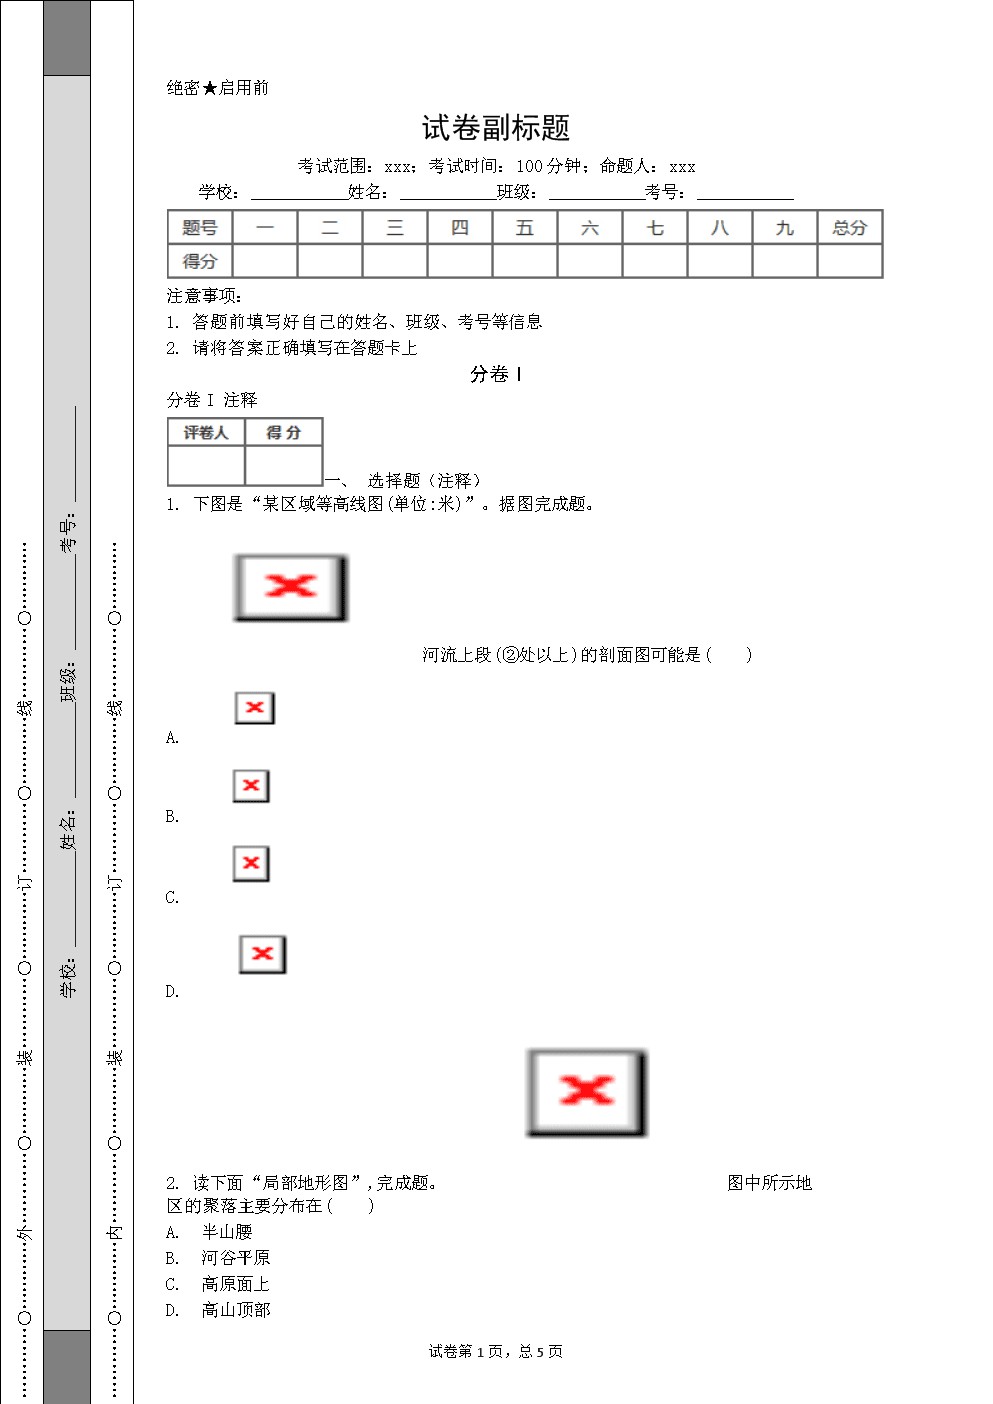 绝密★启用前
试卷副标题
考试范围：xxx；考试时间：100分钟；命题人：xxx
学校：___________姓名：___________班级：___________考号：___________
题号 一 二 三 四 五 六 七 八 九 总分
得分
注意事项：
1. 答题前填写好自己的姓名、班级、考号等信息
2. 请将答案正确填写在答题卡上
分卷I
分卷I 注释
评卷人 得 分
一、 选择题（注释）
1. 下图是“某区域等高线图(单位:米)”。据图完成题。
河流上段(②处以上)的剖面图可能是(　　)
A.
B.
C.
D.
2. 读下面“局部地形图”,完成题。 图中所示地
区的聚落主要分布在(　　)
A. 半山腰
B. 河谷平原
C. 高原面上
D. 高山顶部
试卷第1页，总5页
学校：___________姓名：___________班级：___________考号：___________
………………○………………外………………○………………装………………○………………订………………○………………线………………○………………
………………○………………内………………○………………装………………○………………订………………○………………线………………○………………